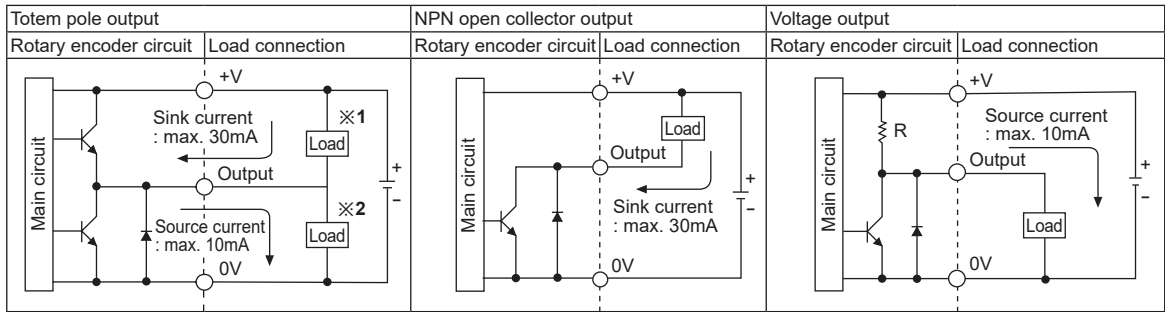 Totem pole output
Rotary encoder circuit
Load connection
Main circuit
+V
Sink current
: max. 30mA
※1
Load
Output
+
-
※2
Source current
: max. 10mA
Load
0V
NPN open collector output
Rotary encoder circuit
Load connection
Main circuit
+V
Load
Output
+
-
Sink current
: max. 30mA
0V
Voltage output
Rotary encoder circuit
Load connection
Main circuit
+V
R
Source current
: max. 10mA
Output
+
-
Load
0V